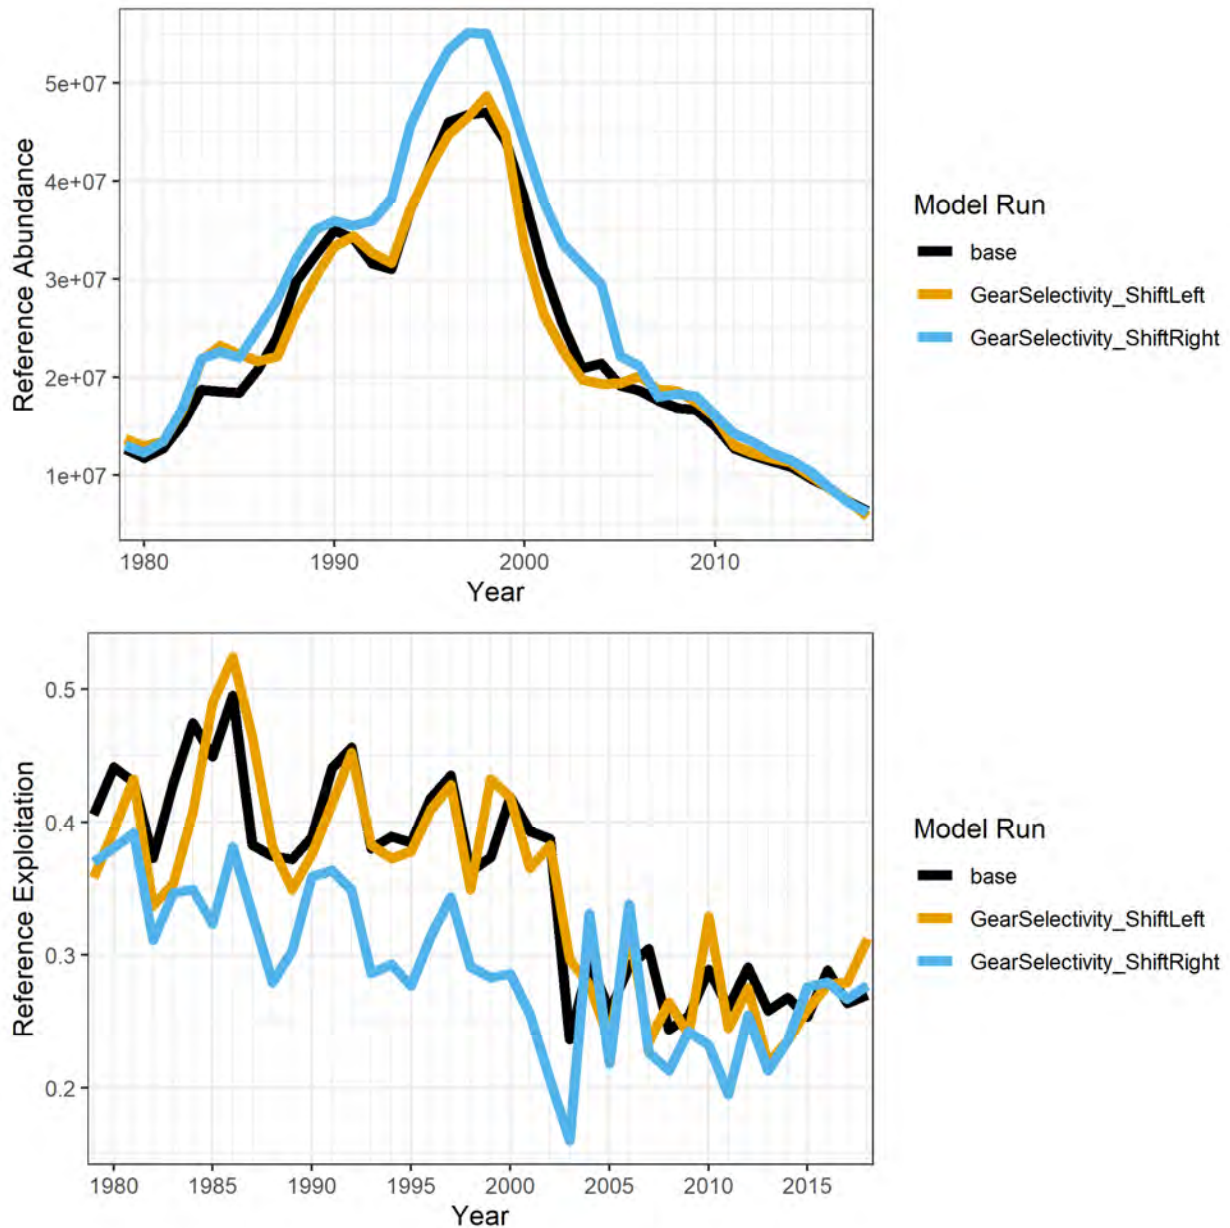 5e+07
4e+07
3e+07
2e+07
1e+07
Reference Abundance
1980 1990 2000 2010
Year
Model Run
base
GearSelectivity_ShiftLeft
GearSelectivity_ShiftRight
0.5
0.4
0.3
0.2
Reference Exploitation
1980 1985 1990 1995 2000 2005 2010 2015
Year
Model Run
base
GearSelectivity_ShiftLeft
GearSelectivity_ShiftRight